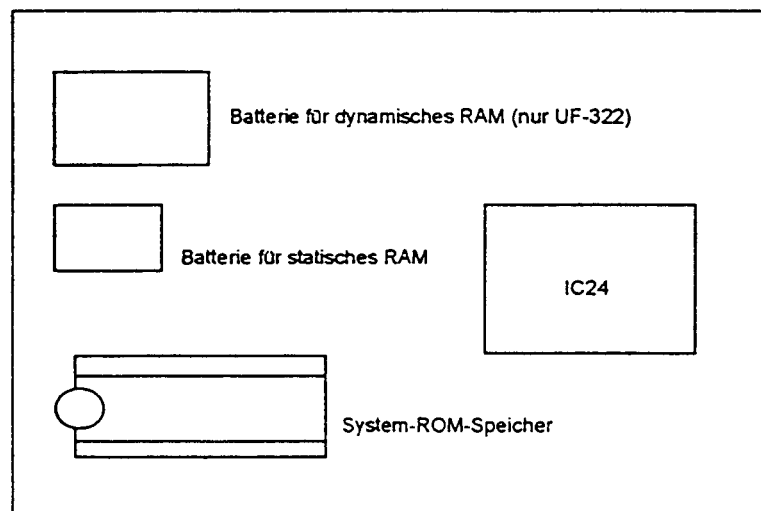 Batterie für dynamisches RAM (nur UF-322)
Batterie für statisches RAM
IC24
System-ROM-Speicher